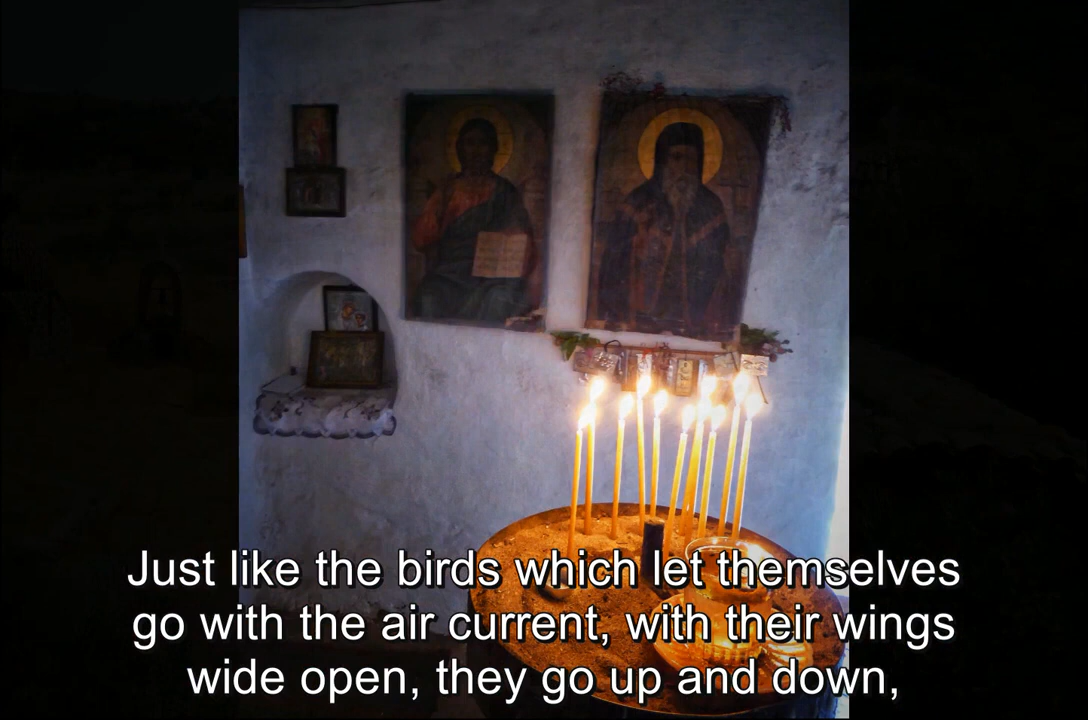 Just like the birds which let themselves
go with the air current, with their wings
wide open, they go up and down,